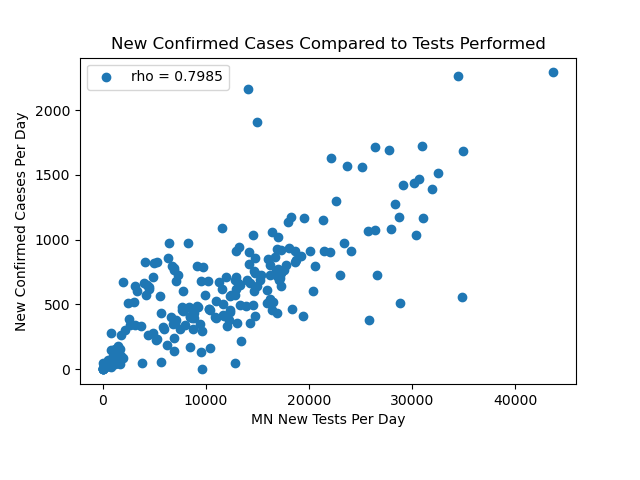 New Confirmed Cases Compared to Tests Performed
rho = 0.7985
New Confirmed Caeses Per Day
2000
1500
1000
500
0
0 10000 20000 30000 40000
MN New Tests Per Day